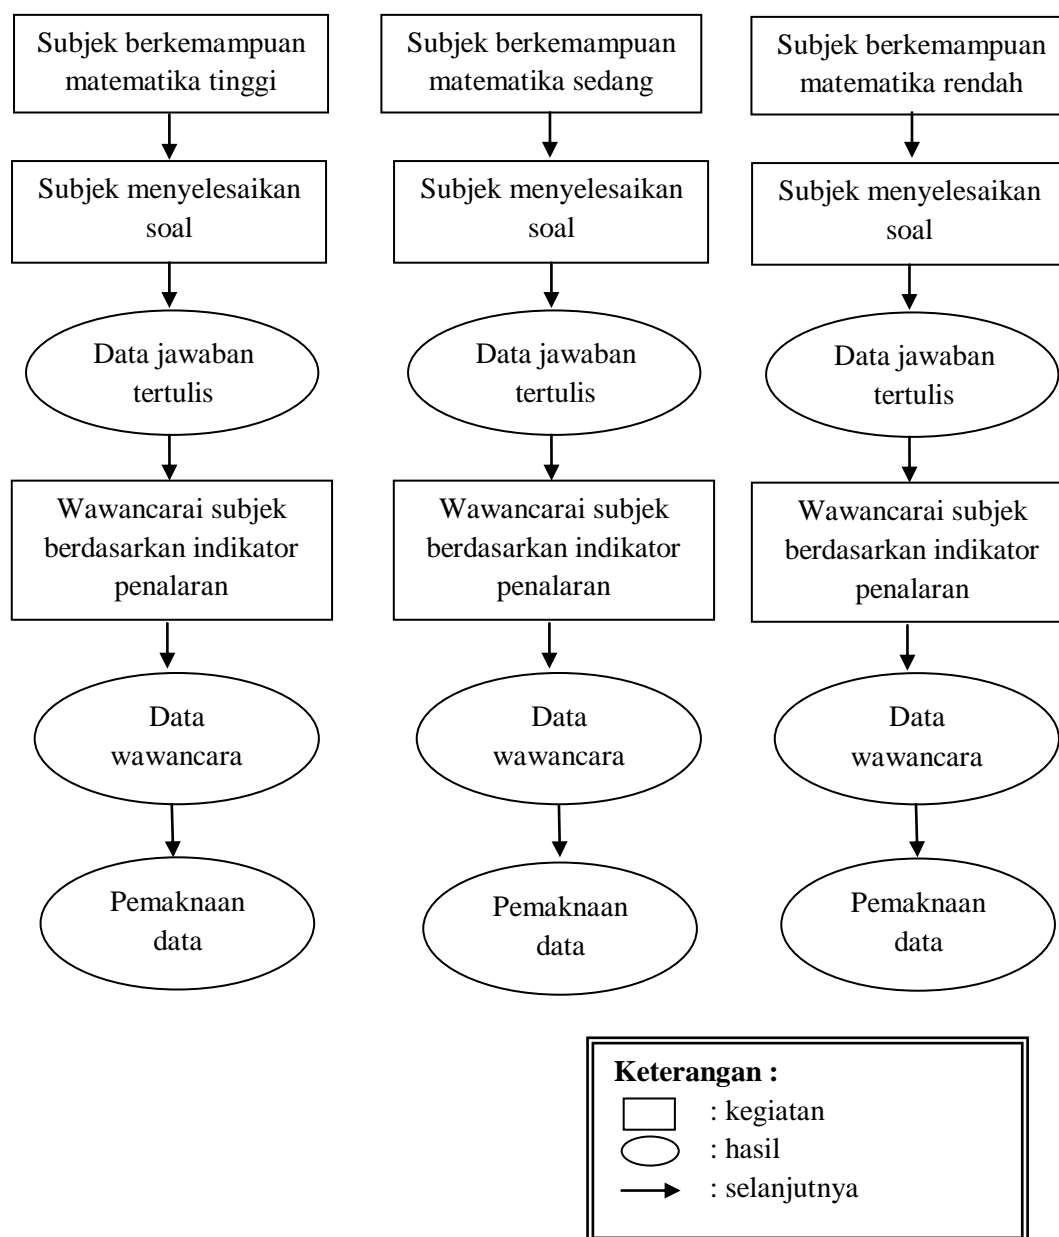 Subjek berkemampuan
matematika tinggi
Subjek menyelesaikan
soal
Data jawaban
tertulis
Wawancarai subjek
berdasarkan indikator
penalaran
Data
wawancara
Pemaknaan
data
Subjek berkemampuan
matematika sedang
Subjek menyelesaikan
soal
Data jawaban
tertulis
Wawancarai subjek
berdasarkan indikator
penalaran
Data
wawancara
Pemaknaan
data
Subjek berkemampuan
matematika rendah
Subjek menyelesaikan
soal
Data jawaban
tertulis
Wawancarai subjek
berdasarkan indikator
penalaran
Data
wawancara
Pemaknaan
data
Keterangan :
: kegiatan
: hasil
: selanjutnya